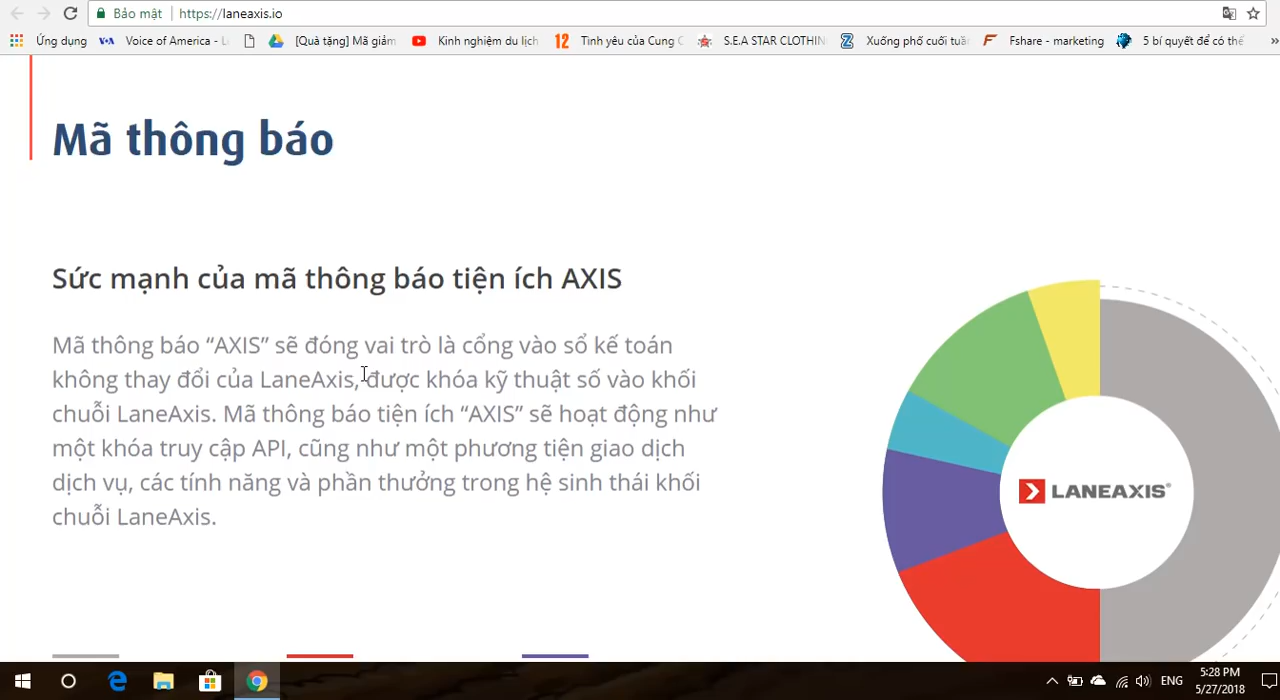 Bảo mật | https://laneaxis.io
Ứng dụng VOA Voice of America - [Quà tặng] Mã giảm Kinh nghiệm du lịch 12 Tinh yêu của Cung S.E.A STAR CLOTHIN Z Xuống phố cuối tuần Fshare - marketing 5 bí quyết để có thể »
Mã thông báo
Sức mạnh của mã thông báo tiện ích AXIS
Mã thông báo “AXIS” sẽ đóng vai trò là cổng vào sổ kế toán
không thay đổi của LaneAxis, được khóa kỹ thuật số vào khối
chuỗi LaneAxis. Mã thông báo tiện ích “AXIS” sẽ hoạt động như
một khóa truy cập API, cũng như một phương tiện giao dịch
dịch vụ, các tính năng và phần thưởng trong hệ sinh thái khối
chuỗi LaneAxis.
LANEAXIS®
ENG
5:28 PM
5/27/2018